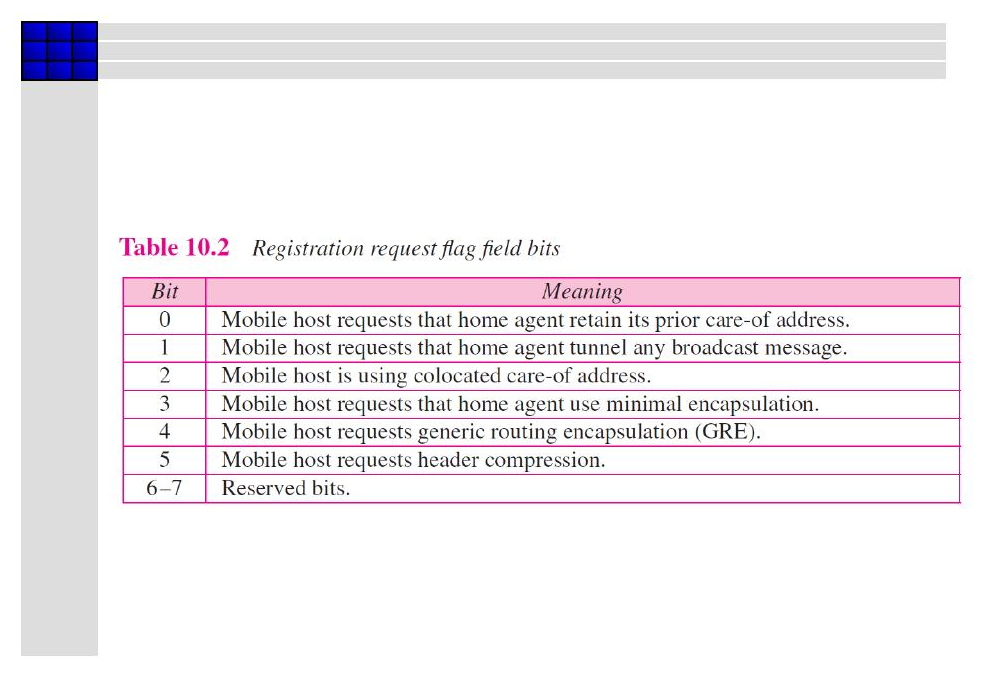 Table 10.2 Registration request flag field bits
Bit Meaning
0 Mobile host requests that home agent retain its prior care-of address.
1 Mobile host requests that home agent tunnel any broadcast message.
2 Mobile host is using colocated care-of address.
3 Mobile host requests that home agent use minimal encapsulation.
4 Mobile host requests generic routing encapsulation (GRE).
5 Mobile host requests header compression.
6–7 Reserved bits.